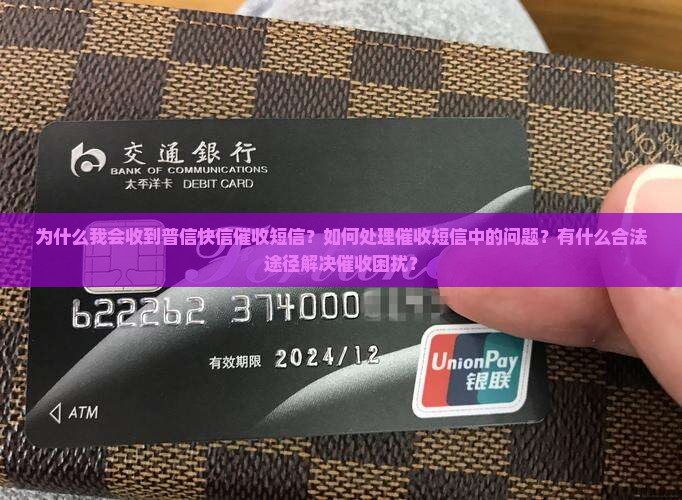 交通銀行
BANK OF COMMUNICATIONS
太平洋卡 DEBIT CARD
为什么我会收到普信快信催收短信？如何处理催收短信中的问题？有什么合法
途径解决催收困扰？
622262 374000
有效期限 2024/12
UnionPay
银联
ATM